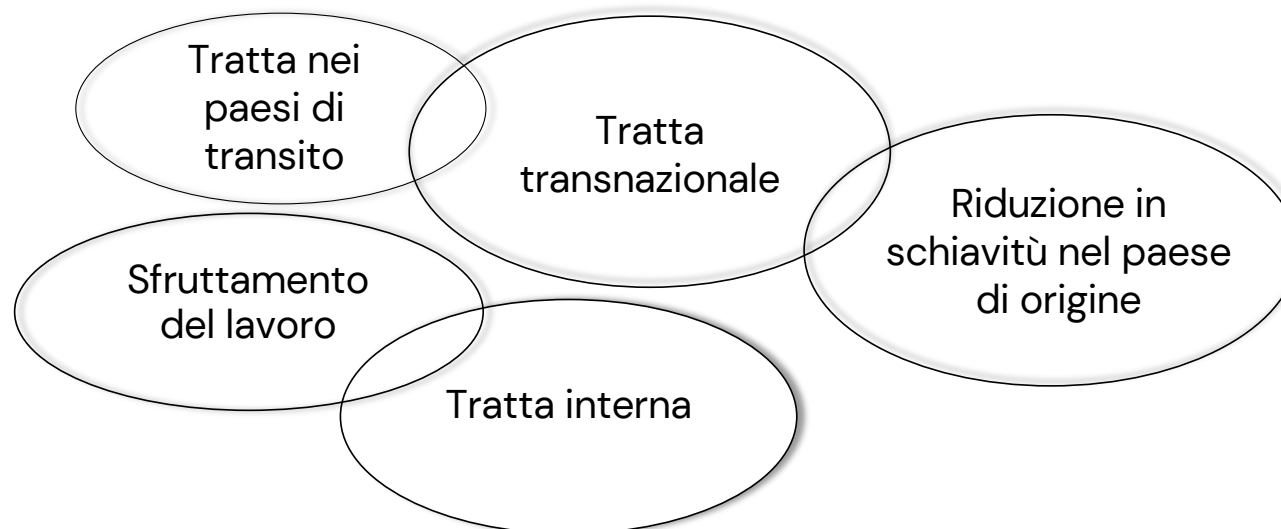 Tratta nei
paesi di
transito
Tratta
transnazionale
Riduzione in
schiavitù nel paese
di origine
Sfruttamento
del lavoro
Tratta interna